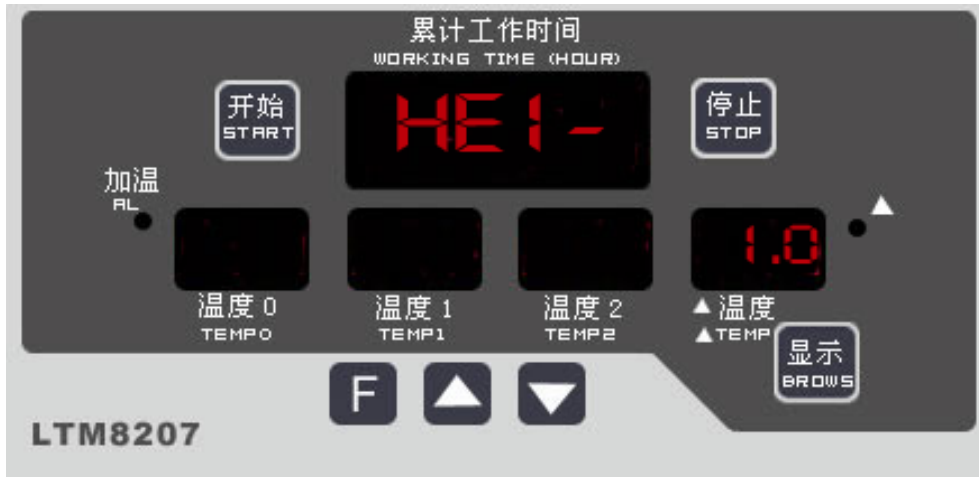 累计工作时间
WORKING TIME (HOUR)
开始
START
HE1-
停止
STOP
加温
AL
▲
1.0
温度 0
TEMP0
温度 1
TEMP1
温度 2
TEMP2
▲温度
▲TEMP
显示
BROWS
F
LTM8207